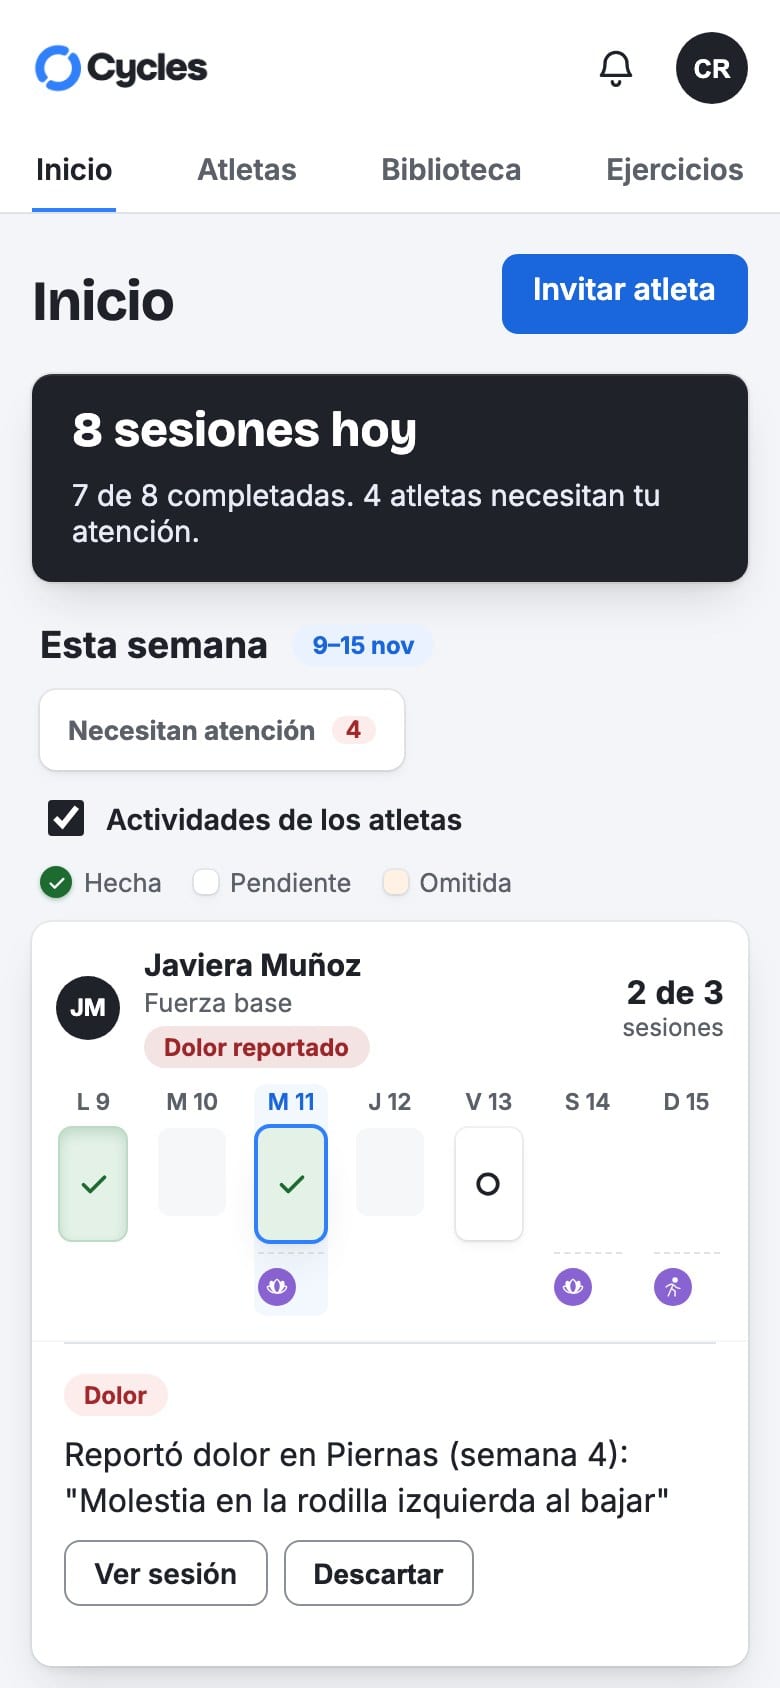 Cycles
CR
Inicio
Atletas
Biblioteca
Ejercicios
Inicio
Invitar atleta
8 sesiones hoy
7 de 8 completadas. 4 atletas necesitan tu
atención.
Esta semana
9–15 nov
Necesitan atención 4
Actividades de los atletas
Hecha
Pendiente
Omitida
JM
Javiera Muñoz
Fuerza base
Dolor reportado
2 de 3
sesiones
L 9
M 10
M 11
J 12
V 13
S 14
D 15
Dolor
Reportó dolor en Piernas (semana 4):
"Molestia en la rodilla izquierda al bajar"
Ver sesión
Descartar